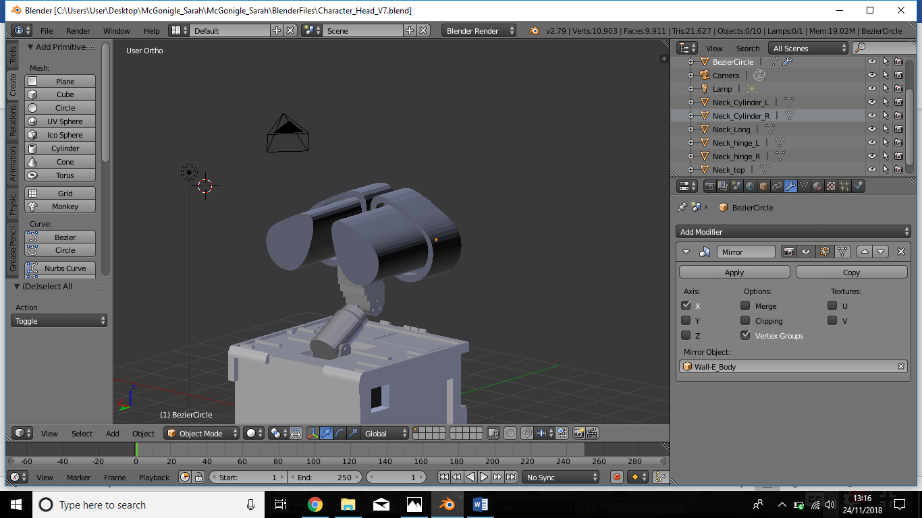 Blender [C:\Users\User\Desktop\McGonigle_Sarah\McGonigle_Sarah\BlenderFiles\Character_Head_V7.blend]
File Render Window Help Default Scene Blender Render v2.79 | Verts:10,903 | Faces:9,911 | Tris:21,627 | Objects:0/10 | Lamps:0/1 | Mem:19.02M | BezierCircle
Tools
Create
Relations
Physic
Grease Pencil
Add Primitive
Mesh:
Plane
Cube
Circle
UV Sphere
Ico Sphere
Cylinder
Cone
Torus
Grid
Monkey
Curve:
Bezier
Circle
Nurbs Curve
(De)select All
Action
Toggle
User Ortho
(1) BezierCircle
View Select Add Object Object Mode Global
-60 -40 -20 0 20 40 60 80 100 120 140 160 180 200 220 240 260 280
View Marker Frame Playback Start: 1 End: 250 1 No Sync
View Search All Scenes
BezierCircle
Camera
Lamp
Neck_Cylinder_L
Neck_Cylinder_R
Neck_Long
Neck_hinge_L
Neck_hinge_R
Neck_top
BezierCircle
Add Modifier
Mirror
Apply Copy
Axis: Options: Textures:
X Merge U
Y Clipping V
Z Vertex Groups
Mirror Object:
Wall-E_Body
Type here to search
13:16
24/11/2018